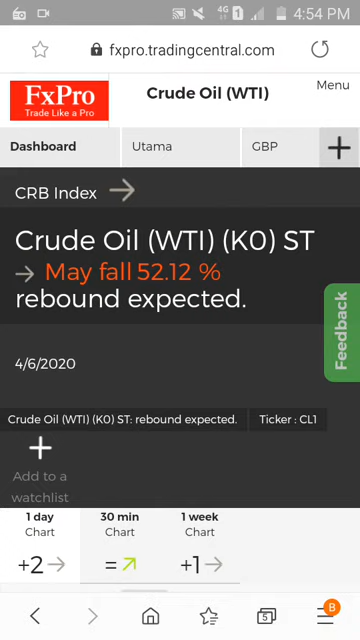 4G 1 4:54 PM
fxpro.tradingcentral.com
FxPro
Trade Like a Pro
Crude Oil (WTI)
Menu
Dashboard Utama GBP +
CRB Index →
Crude Oil (WTI) (K0) ST
→ May fall 52.12 %
rebound expected.
Feedback
4/6/2020
Crude Oil (WTI) (K0) ST: rebound expected. Ticker : CL1
+
Add to a
watchlist
1 day 30 min 1 week
Chart Chart Chart
+2→ =↗ +1→
5 B